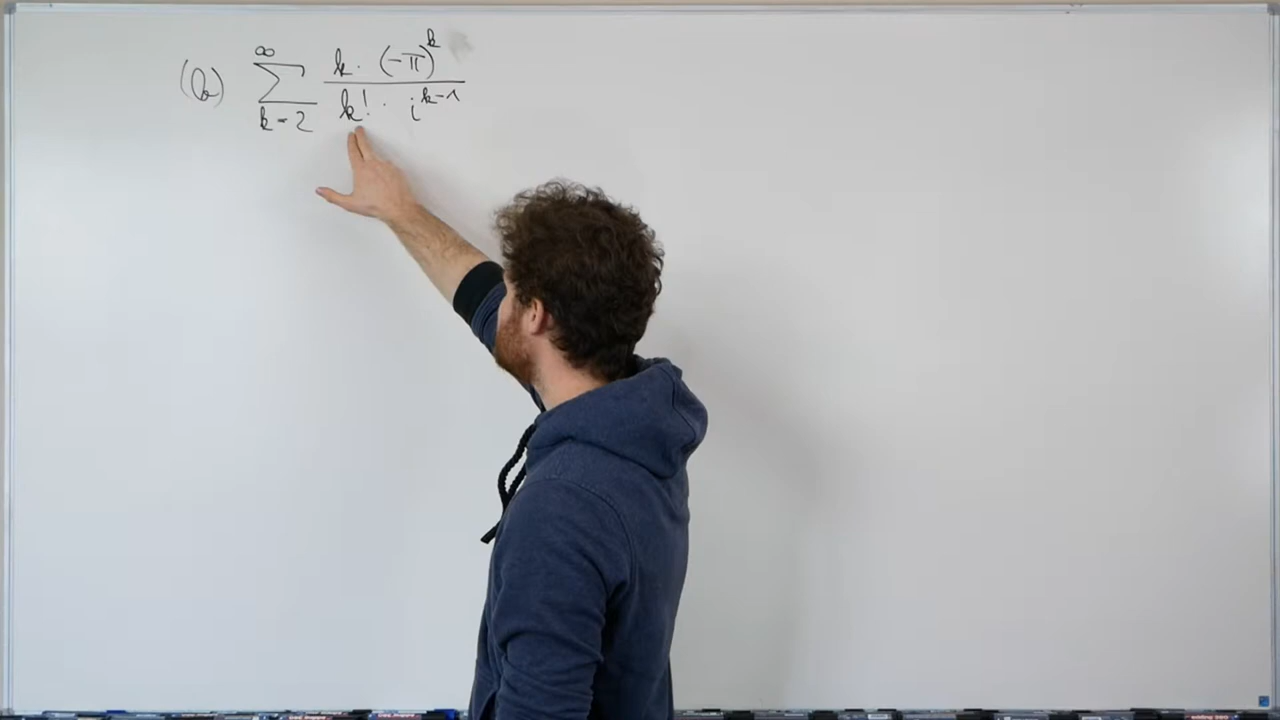 (b) ∞ ∑ k=2 k · (-π)^k / k! · i^(k-1)